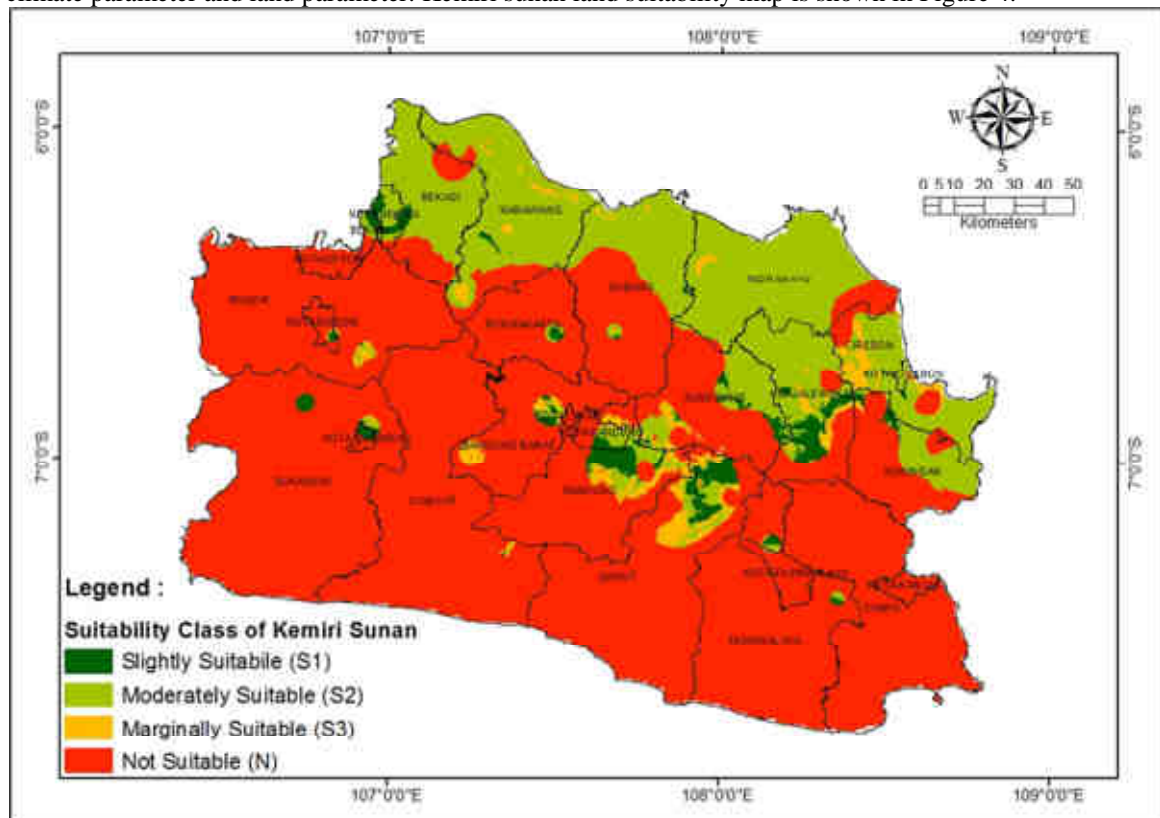 climate parameter and land parameter. Kemiri sunan land suitability map is shown in Figure 4.
107°0'0"E 108°0'0"E 109°0'0"E
6°0'0"S 6°0'0"S
N
W E
S
0 5 10 20 30 40 50
Kilometers
BEKASI
KARAWANG
INDRAMAYU
SUBANG
BOGOR
PURWAKARTA
CIREBON
SUMEDANG
MAJALENGKA
7°0'0"S 7°0'0"S
BANDUNG BARAT
KUNINGAN
SUKABUMI
CIANJUR
BANDUNG
GARUT
CIAMIS
TASIKMALAYA
Legend :
Suitability Class of Kemiri Sunan
Slightly Suitabile (S1)
Moderately Suitable (S2)
Marginally Suitable (S3)
Not Suitable (N)
107°0'0"E 108°0'0"E 109°0'0"E